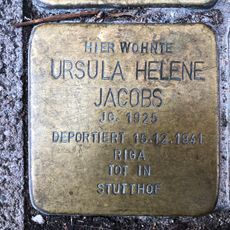 HIER WOHNTE
URSULA HELENE
JACOBS
JG. 1925
DEPORTIERT 15.12.1941
RIGA
TOT IN
STUTTHOF